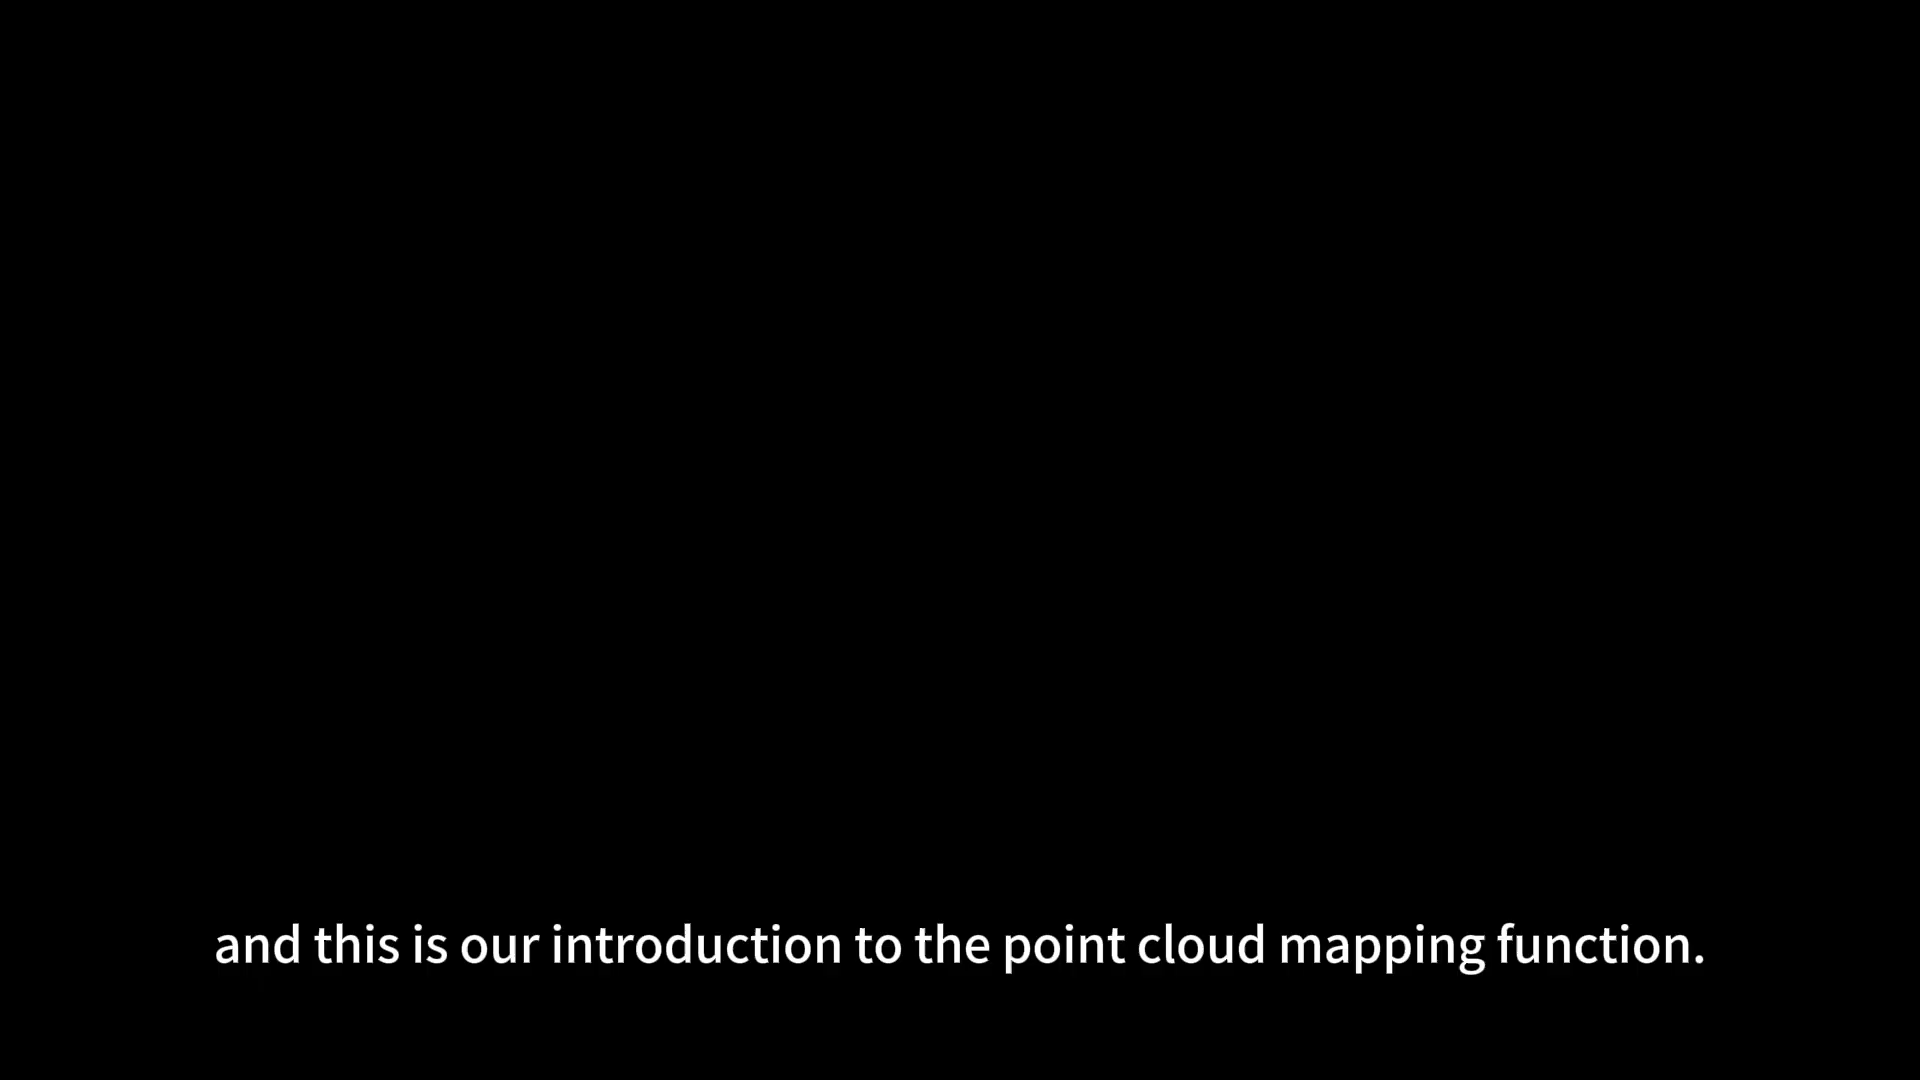 and this is our introduction to the point cloud mapping function.